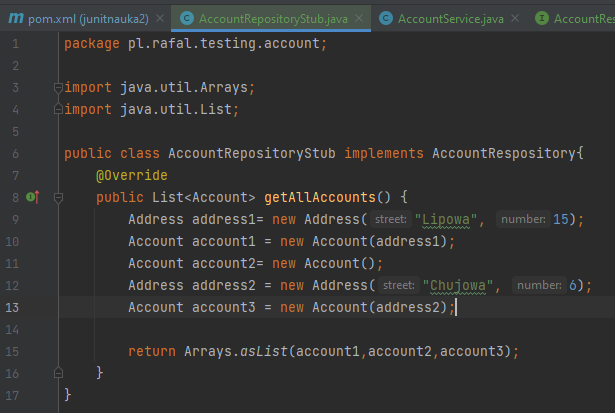 pom.xml (junitnauka2) × AccountRepositoryStub.java × AccountService.java × AccountRes
1 package pl.rafal.testing.account;
2
3 import java.util.Arrays;
4 import java.util.List;
5
6 public class AccountRepositoryStub implements AccountRespository{
7 @Override
8 public List<Account> getAllAccounts() {
9 Address address1= new Address( street: "Lipowa", number: 15);
10 Account account1 = new Account(address1);
11 Account account2= new Account();
12 Address address2 = new Address( street: "Chujowa", number: 6);
13 Account account3 = new Account(address2);
14
15 return Arrays.asList(account1,account2,account3);
16 }
17 }